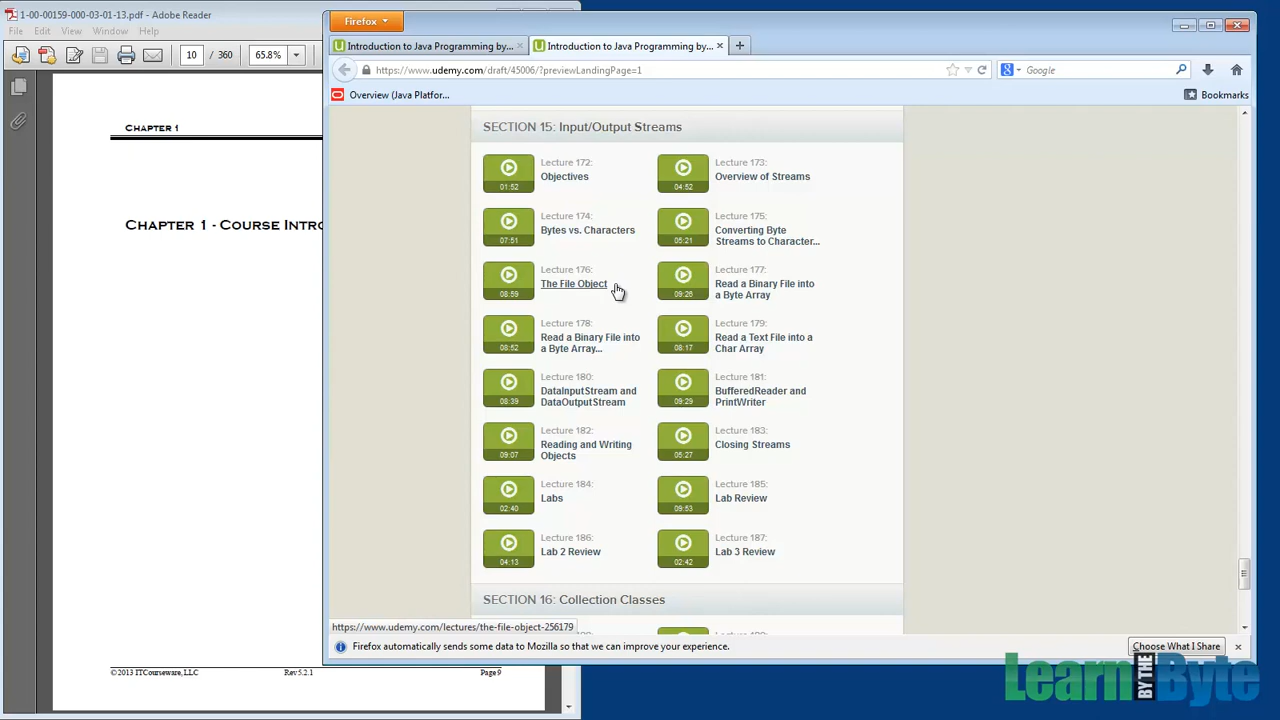 1-00-00159-000-03-01-13.pdf - Adobe Reader
File Edit View Window Help
10 / 360 65.8%
CHAPTER 1
CHAPTER 1 - COURSE INTRO
©2013 ITCourseware, LLC Rev 5.2.1 Page 9
Firefox
Introduction to Java Programming by... × Introduction to Java Programming by... ×
https://www.udemy.com/draft/45006/?previewLandingPage=1
Google
Overview (Java Platfor... Bookmarks
SECTION 15: Input/Output Streams
Lecture 172:
Objectives
01:52
Lecture 173:
Overview of Streams
04:52
Lecture 174:
Bytes vs. Characters
07:51
Lecture 175:
Converting Byte
Streams to Character...
05:21
Lecture 176:
The File Object
08:59
Lecture 177:
Read a Binary File into
a Byte Array
09:26
Lecture 178:
Read a Binary File into
a Byte Array...
08:52
Lecture 179:
Read a Text File into a
Char Array
08:17
Lecture 180:
DataInputStream and
DataOutputStream
08:39
Lecture 181:
BufferedReader and
PrintWriter
09:29
Lecture 182:
Reading and Writing
Objects
09:07
Lecture 183:
Closing Streams
05:27
Lecture 184:
Labs
02:40
Lecture 185:
Lab Review
09:53
Lecture 186:
Lab 2 Review
04:13
Lecture 187:
Lab 3 Review
02:42
SECTION 16: Collection Classes
https://www.udemy.com/lectures/the-file-object-256179
Firefox automatically sends some data to Mozilla so that we can improve your experience. Choose What I Share ×
Learn BY THE Byte